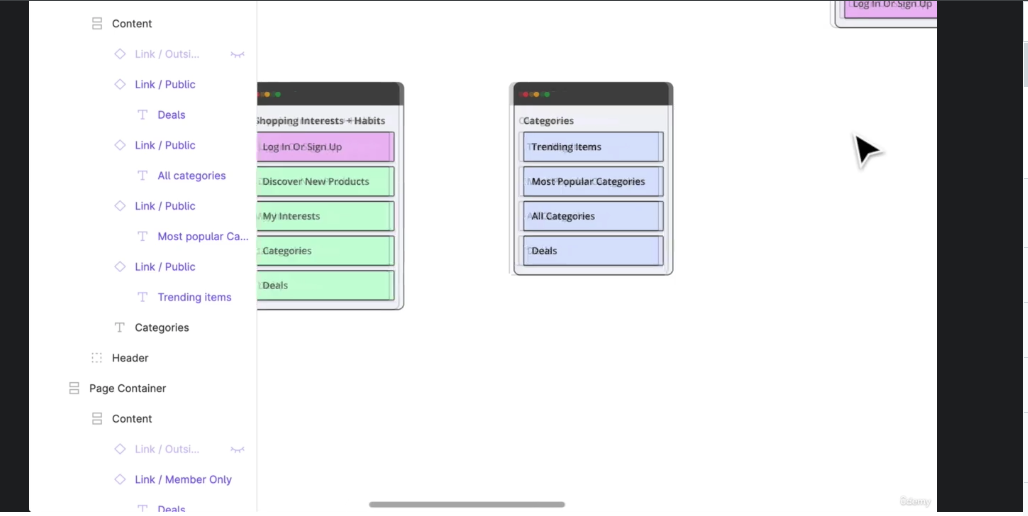 Log In Or Sign Up
Content
Link / Outsi...
Link / Public
Deals
Link / Public
All categories
Link / Public
Most popular Ca...
Link / Public
Trending items
Categories
Header
Page Container
Content
Link / Outsi...
Link / Member Only
Deals
Shopping Interests + Habits
Log In Or Sign Up
Discover New Products
My Interests
Categories
Deals
Categories
Trending Items
Most Popular Categories
All Categories
Deals
Udemy